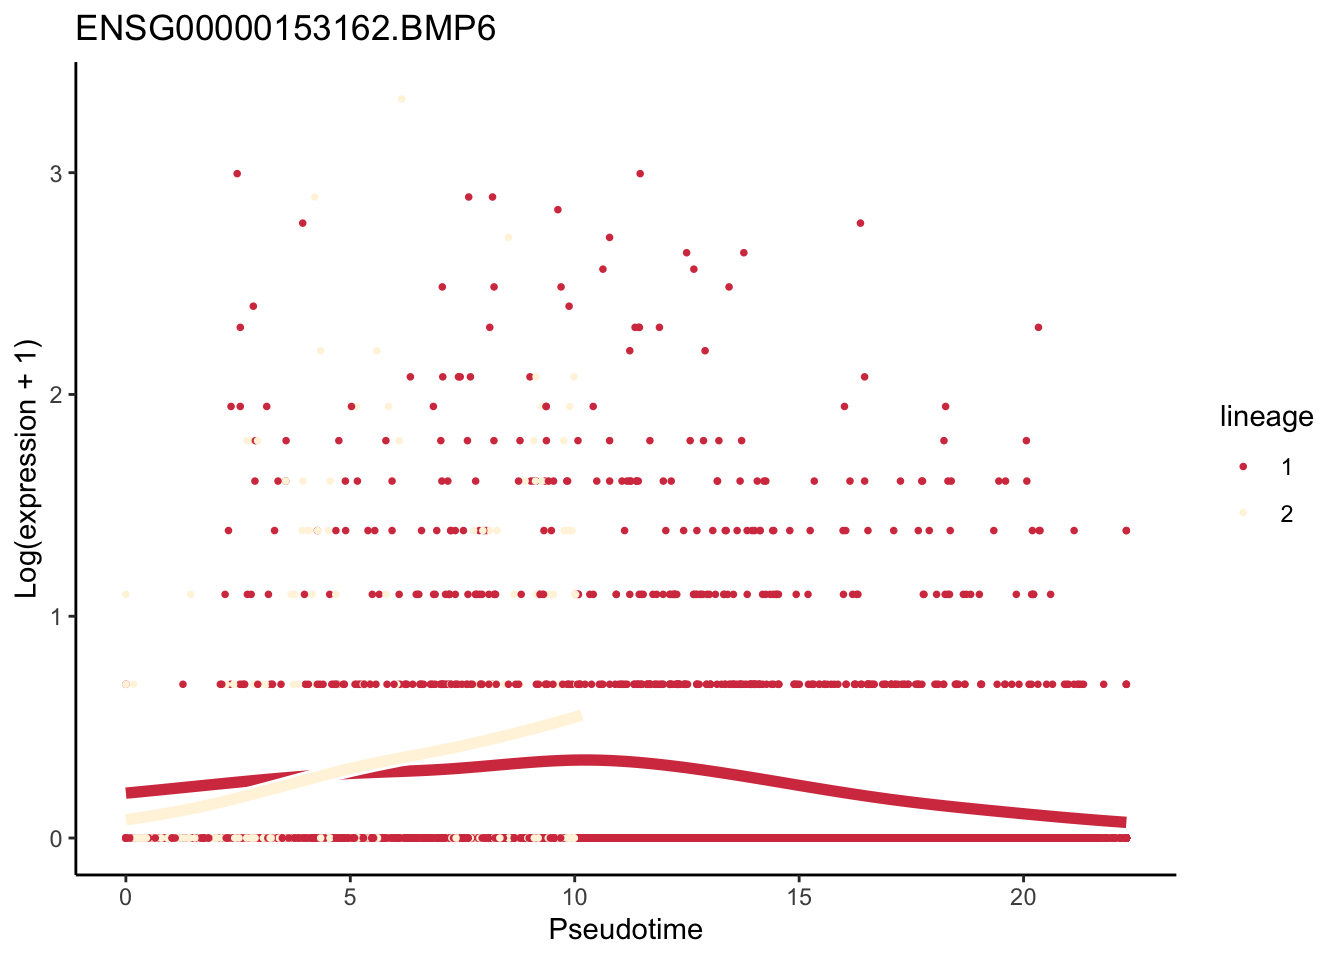 ENSG00000153162.BMP6
Log(expression + 1)
3
2
1
0
0 5 10 15 20
Pseudotime
lineage
1
2